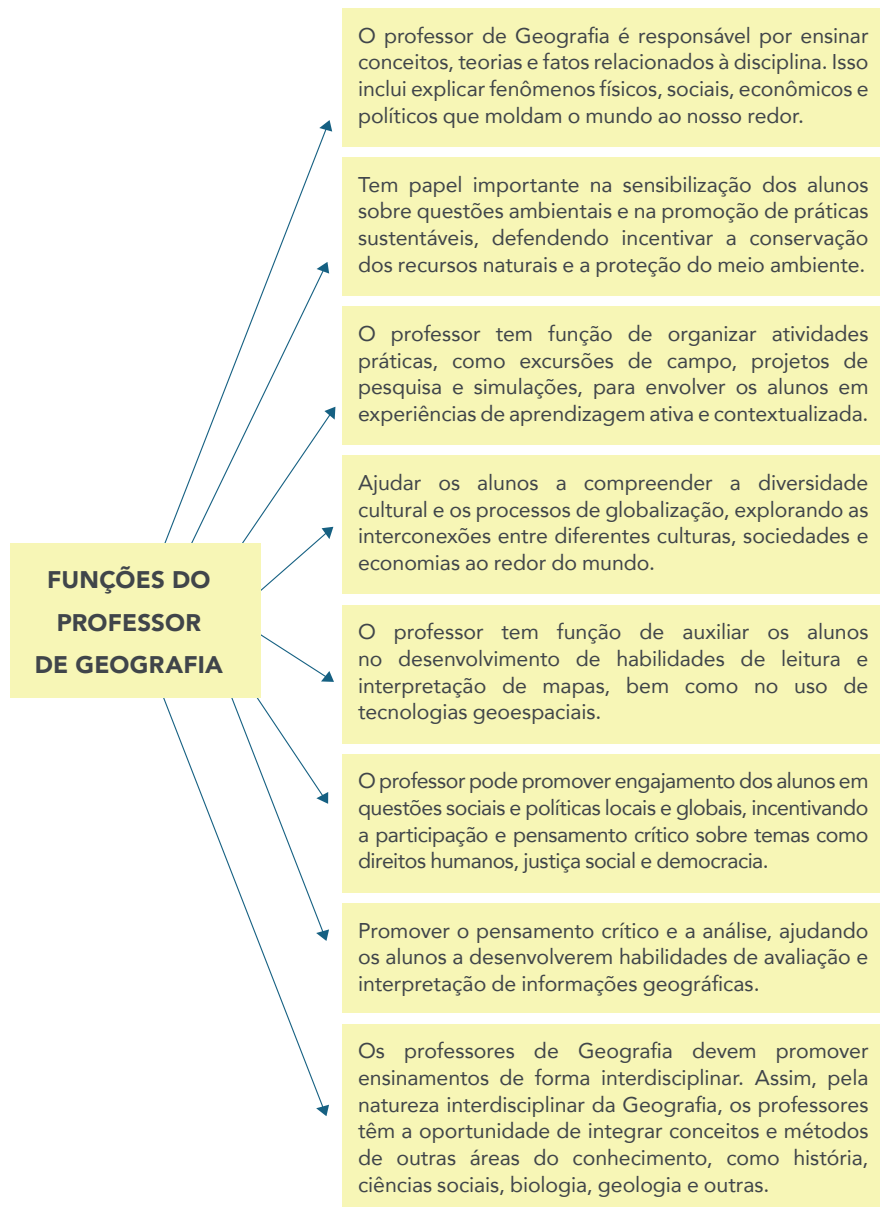 O professor de Geografia é responsável por ensinar
conceitos, teorias e fatos relacionados à disciplina. Isso
inclui explicar fenômenos físicos, sociais, econômicos e
políticos que moldam o mundo ao nosso redor.
Tem papel importante na sensibilização dos alunos
sobre questões ambientais e na promoção de práticas
sustentáveis, defendendo incentivar a conservação
dos recursos naturais e a proteção do meio ambiente.
O professor tem função de organizar atividades
práticas, como excursões de campo, projetos de
pesquisa e simulações, para envolver os alunos em
experiências de aprendizagem ativa e contextualizada.
Ajudar os alunos a compreender a diversidade
cultural e os processos de globalização, explorando as
interconexões entre diferentes culturas, sociedades e
economias ao redor do mundo.
FUNÇÕES DO
PROFESSOR
DE GEOGRAFIA
O professor tem função de auxiliar os alunos
no desenvolvimento de habilidades de leitura e
interpretação de mapas, bem como no uso de
tecnologias geoespaciais.
O professor pode promover engajamento dos alunos em
questões sociais e políticas locais e globais, incentivando
a participação e pensamento crítico sobre temas como
direitos humanos, justiça social e democracia.
Promover o pensamento crítico e a análise, ajudando
os alunos a desenvolverem habilidades de avaliação e
interpretação de informações geográficas.
Os professores de Geografia devem promover
ensinamentos de forma interdisciplinar. Assim, pela
natureza interdisciplinar da Geografia, os professores
têm a oportunidade de integrar conceitos e métodos
de outras áreas do conhecimento, como história,
ciências sociais, biologia, geologia e outras.